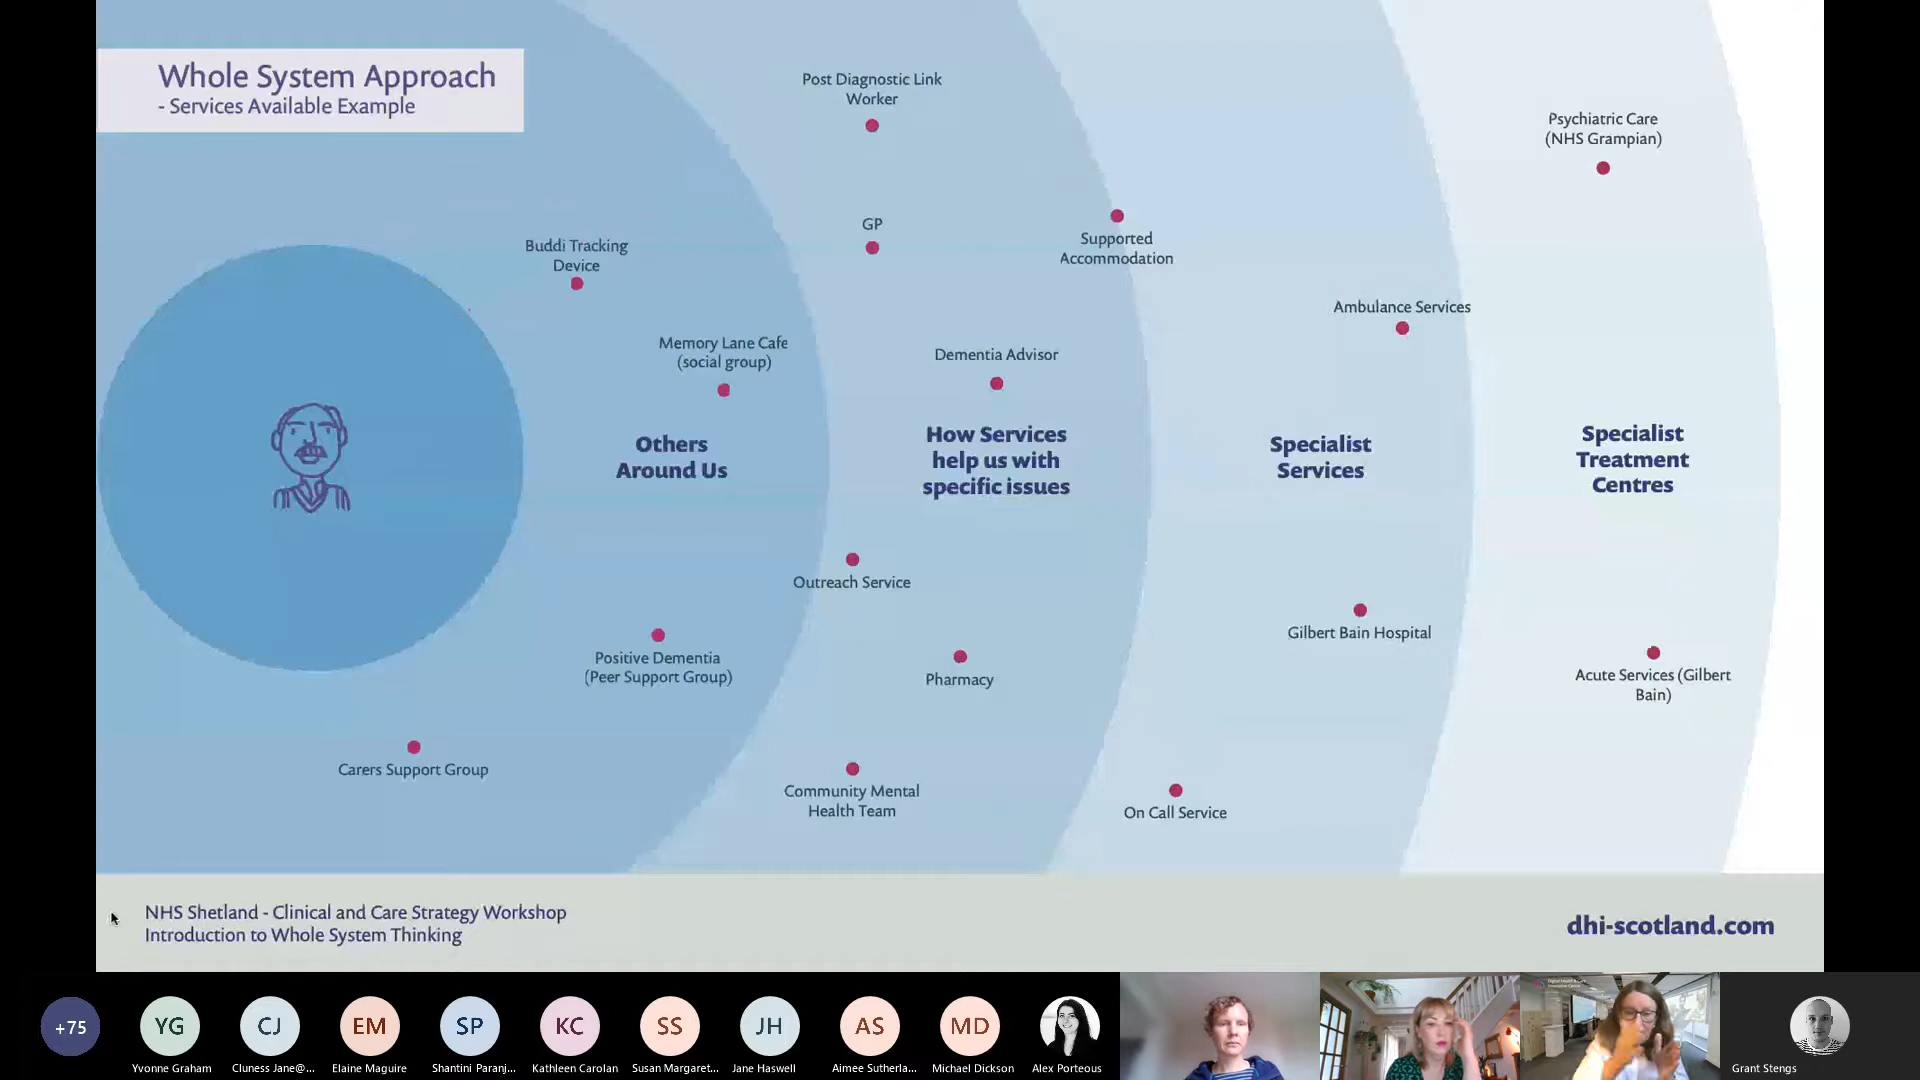 Whole System Approach
- Services Available Example
Post Diagnostic Link
Worker
Psychiatric Care
(NHS Grampian)
GP
Supported
Accommodation
Buddi Tracking
Device
Ambulance Services
Memory Lane Cafe
(social group)
Dementia Advisor
Others
Around Us
How Services
help us with
specific issues
Specialist
Services
Specialist
Treatment
Centres
Outreach Service
Gilbert Bain Hospital
Positive Dementia
(Peer Support Group)
Pharmacy
Acute Services (Gilbert
Bain)
Carers Support Group
Community Mental
Health Team
On Call Service
NHS Shetland - Clinical and Care Strategy Workshop
Introduction to Whole System Thinking
dhi-scotland.com
+75
YG
CJ
EM
SP
KC
SS
JH
AS
MD
Yvonne Graham
Cluness Jane@...
Elaine Maguire
Shantini Paranj...
Kathleen Carolan
Susan Margaret...
Jane Haswell
Aimee Sutherla...
Michael Dickson
Alex Porteous
Grant Stengs